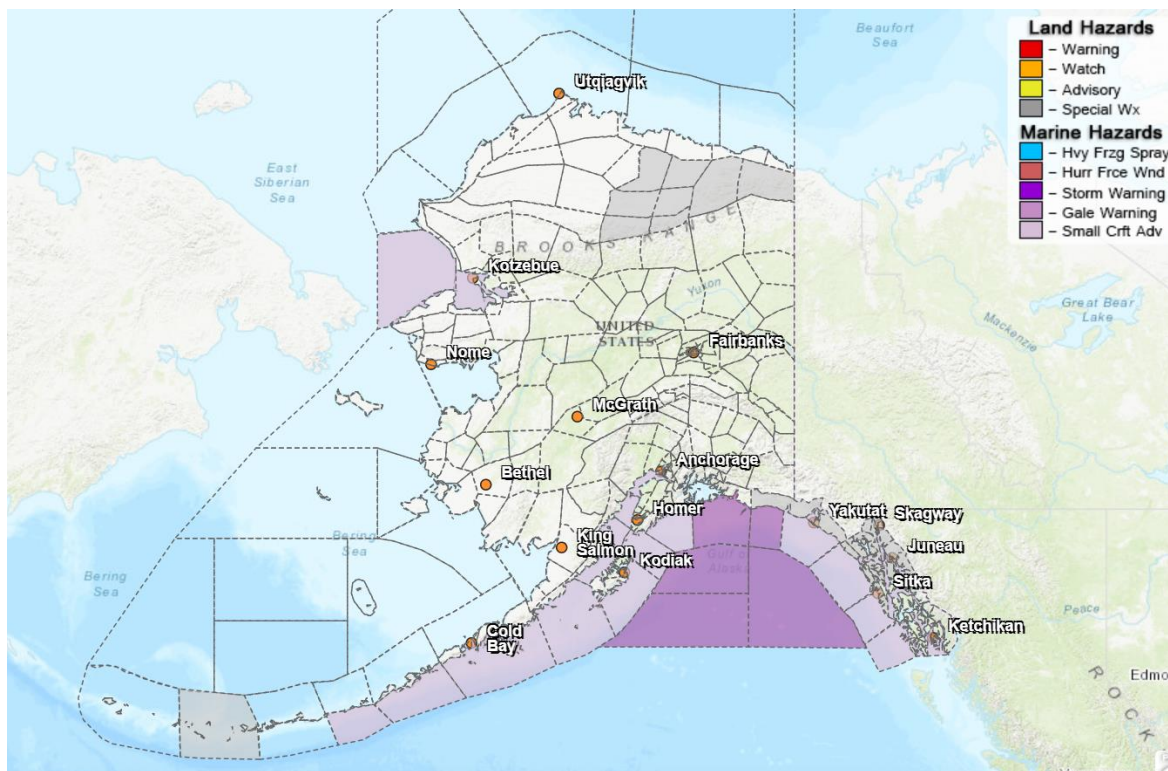 Beaufort
Sea
Land Hazards
– Warning
– Watch
– Advisory
– Special Wx
Marine Hazards
– Hvy Frzg Spray
– Hurr Frce Wnd
– Storm Warning
– Gale Warning
– Small Crft Adv
Utqiagvik
East
Siberian
Sea
BROOKS RANGE
Kotzebue
Yukon
Great Bear
Lake
Mackenzie
UNITED
STATES
Fairbanks
Nome
McGrath
Anchorage
Bethel
Homer
Yakutat
Skagway
King
Salmon
Bering
Sea
Juneau
Gulf of
Alaska
Kodiak
Bering
Sea
Sitka
Peace
Cold
Bay
Ketchikan
Edmo
ROCK